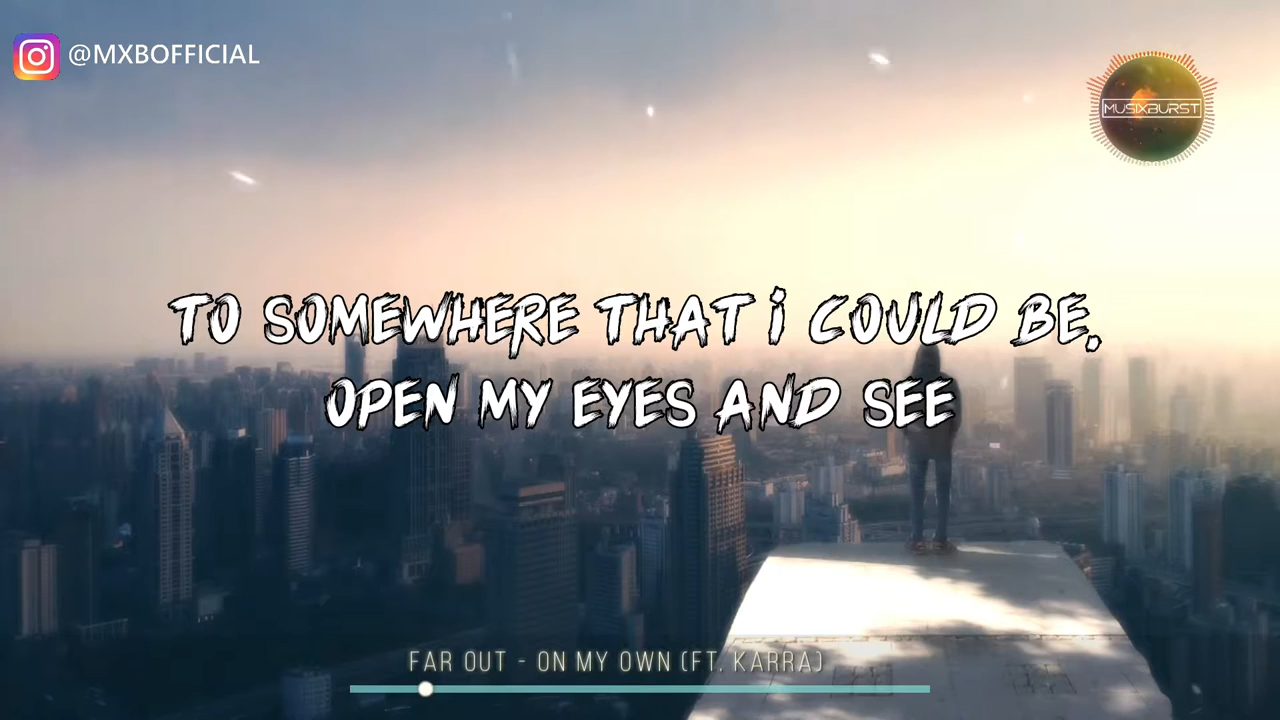 @MXBOFFICIAL
MUSIXBURST
TO SOMEWHERE THAT i COULD BE.
OPEN MY EYES AND SEE
FAR OUT - ON MY OWN (FT. KARRA)